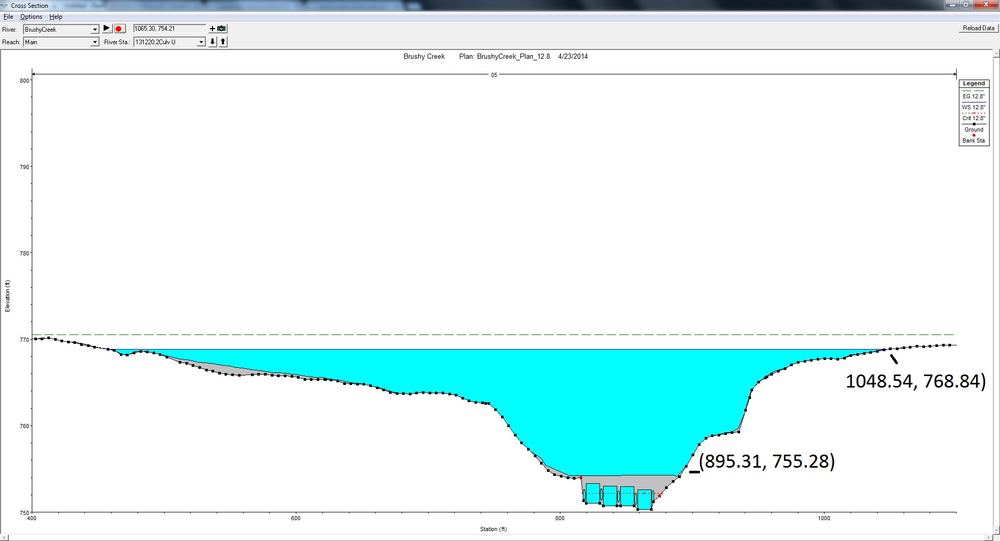 Cross Section
File Options Help
River: BrushyCreek 1065.30, 754.21 Reload Data
Reach: Main River Sta.: 131220.2Culv U
Brushy Creek Plan: BrushyCreek_Plan_12.8 4/23/2014
.05
Legend
EG 12.8"
WS 12.8"
Crit 12.8"
Ground
Bank Sta
800
790
780
770
760
750
Elevation (ft)
1048.54, 768.84)
(895.31, 755.28)
400 600 800 1000
Station (ft)